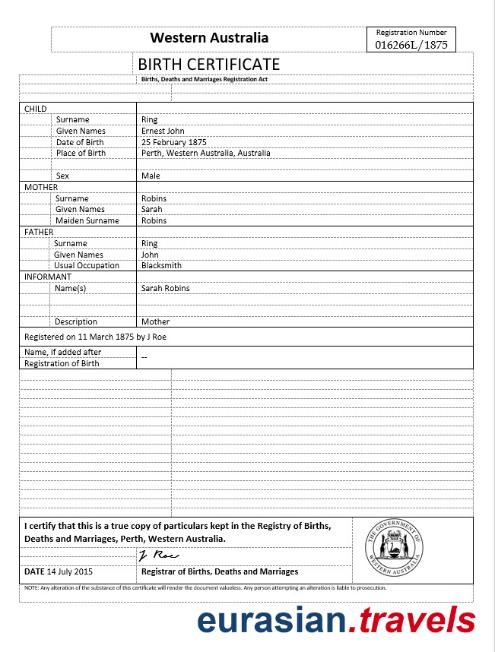 Western Australia
Registration Number
016266L/1875
BIRTH CERTIFICATE
Births, Deaths and Marriages Registration Act
CHILD
Surname Ring
Given Names Ernest John
Date of Birth 25 February 1875
Place of Birth Perth, Western Australia, Australia
Sex Male
MOTHER
Surname Robins
Given Names Sarah
Maiden Surname Robins
FATHER
Surname Ring
Given Names John
Usual Occupation Blacksmith
INFORMANT
Name(s) Sarah Robins
Description Mother
Registered on 11 March 1875 by J Roe
Name, if added after
Registration of Birth --
I certify that this is a true copy of particulars kept in the Registry of Births,
Deaths and Marriages, Perth, Western Australia.
J Roe
DATE 14 July 2015 Registrar of Births, Deaths and Marriages
THE GOVERNMENT OF
WESTERN AUSTRALIA
NOTE: Any alteration of the substance of this certificate will render the document valueless. Any person attempting an alteration is liable to prosecution.
eurasian.travels